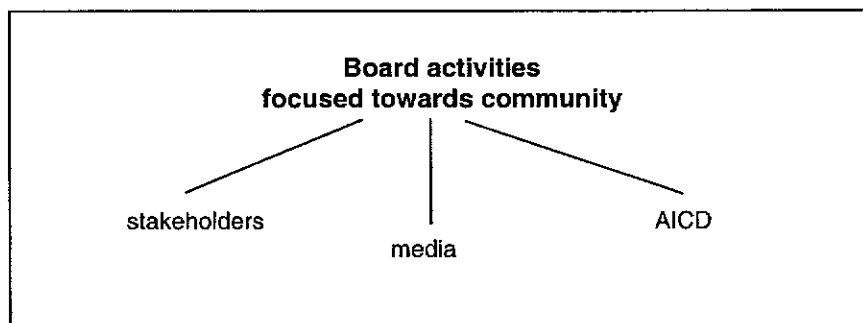 Board activities
focused towards community
stakeholders
media
AICD